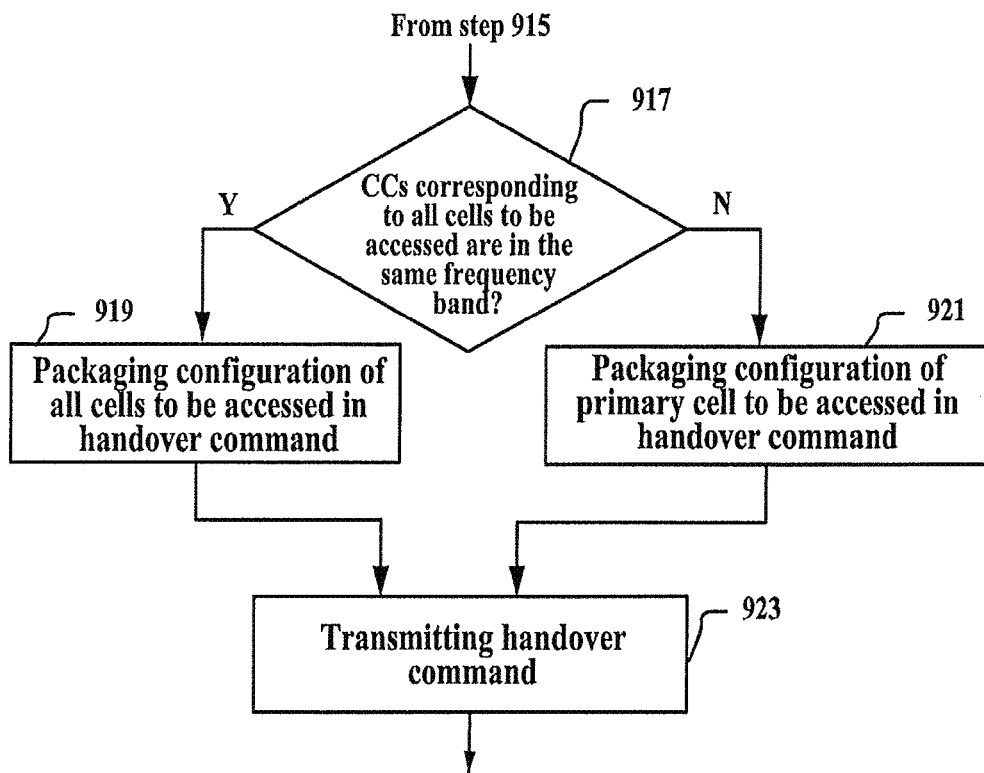 From step 915
917
CCs corresponding
to all cells to be
accessed are in the
same frequency
band?
Y
N
919
Packaging configuration of
all cells to be accessed in
handover command
921
Packaging configuration of
primary cell to be accessed in
handover command
923
Transmitting handover
command